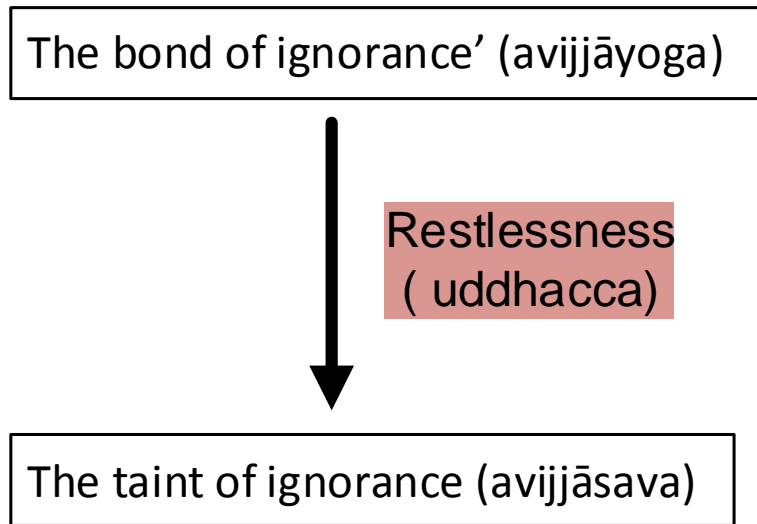 The bond of ignorance’ (avijjāyoga)
Restlessness
( uddhacca)
The taint of ignorance (avijjāsava)